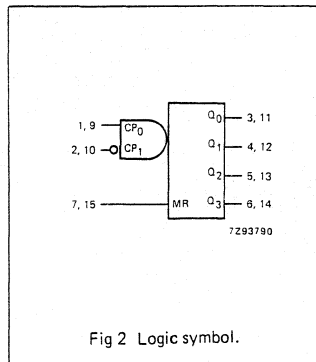 1, 9 CP0 Q0 3, 11
2, 10 CP1 Q1 4, 12
Q2 5, 13
7, 15 MR Q3 6, 14
7Z93790
Fig 2 Logic symbol.